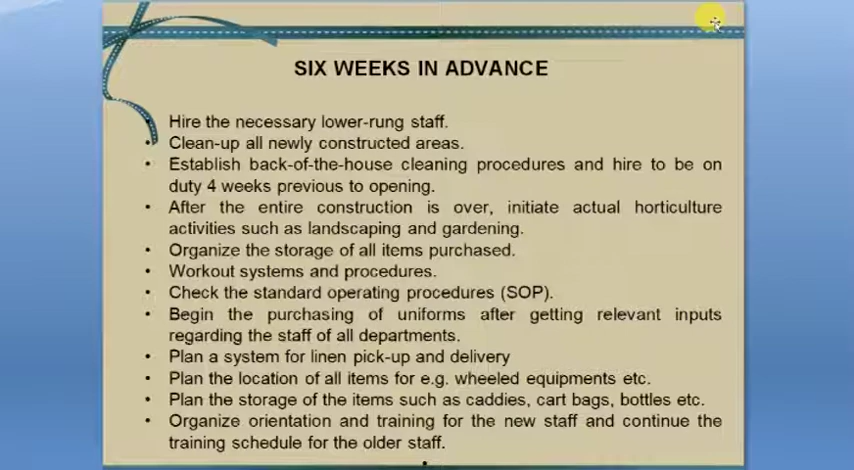 SIX WEEKS IN ADVANCE
• Hire the necessary lower-rung staff.
• Clean-up all newly constructed areas.
• Establish back-of-the-house cleaning procedures and hire to be on
duty 4 weeks previous to opening.
• After the entire construction is over, initiate actual horticulture
activities such as landscaping and gardening.
• Organize the storage of all items purchased.
• Workout systems and procedures.
• Check the standard operating procedures (SOP).
• Begin the purchasing of uniforms after getting relevant inputs
regarding the staff of all departments.
• Plan a system for linen pick-up and delivery
• Plan the location of all items for e.g. wheeled equipments etc.
• Plan the storage of the items such as caddies, cart bags, bottles etc.
• Organize orientation and training for the new staff and continue the
training schedule for the older staff.